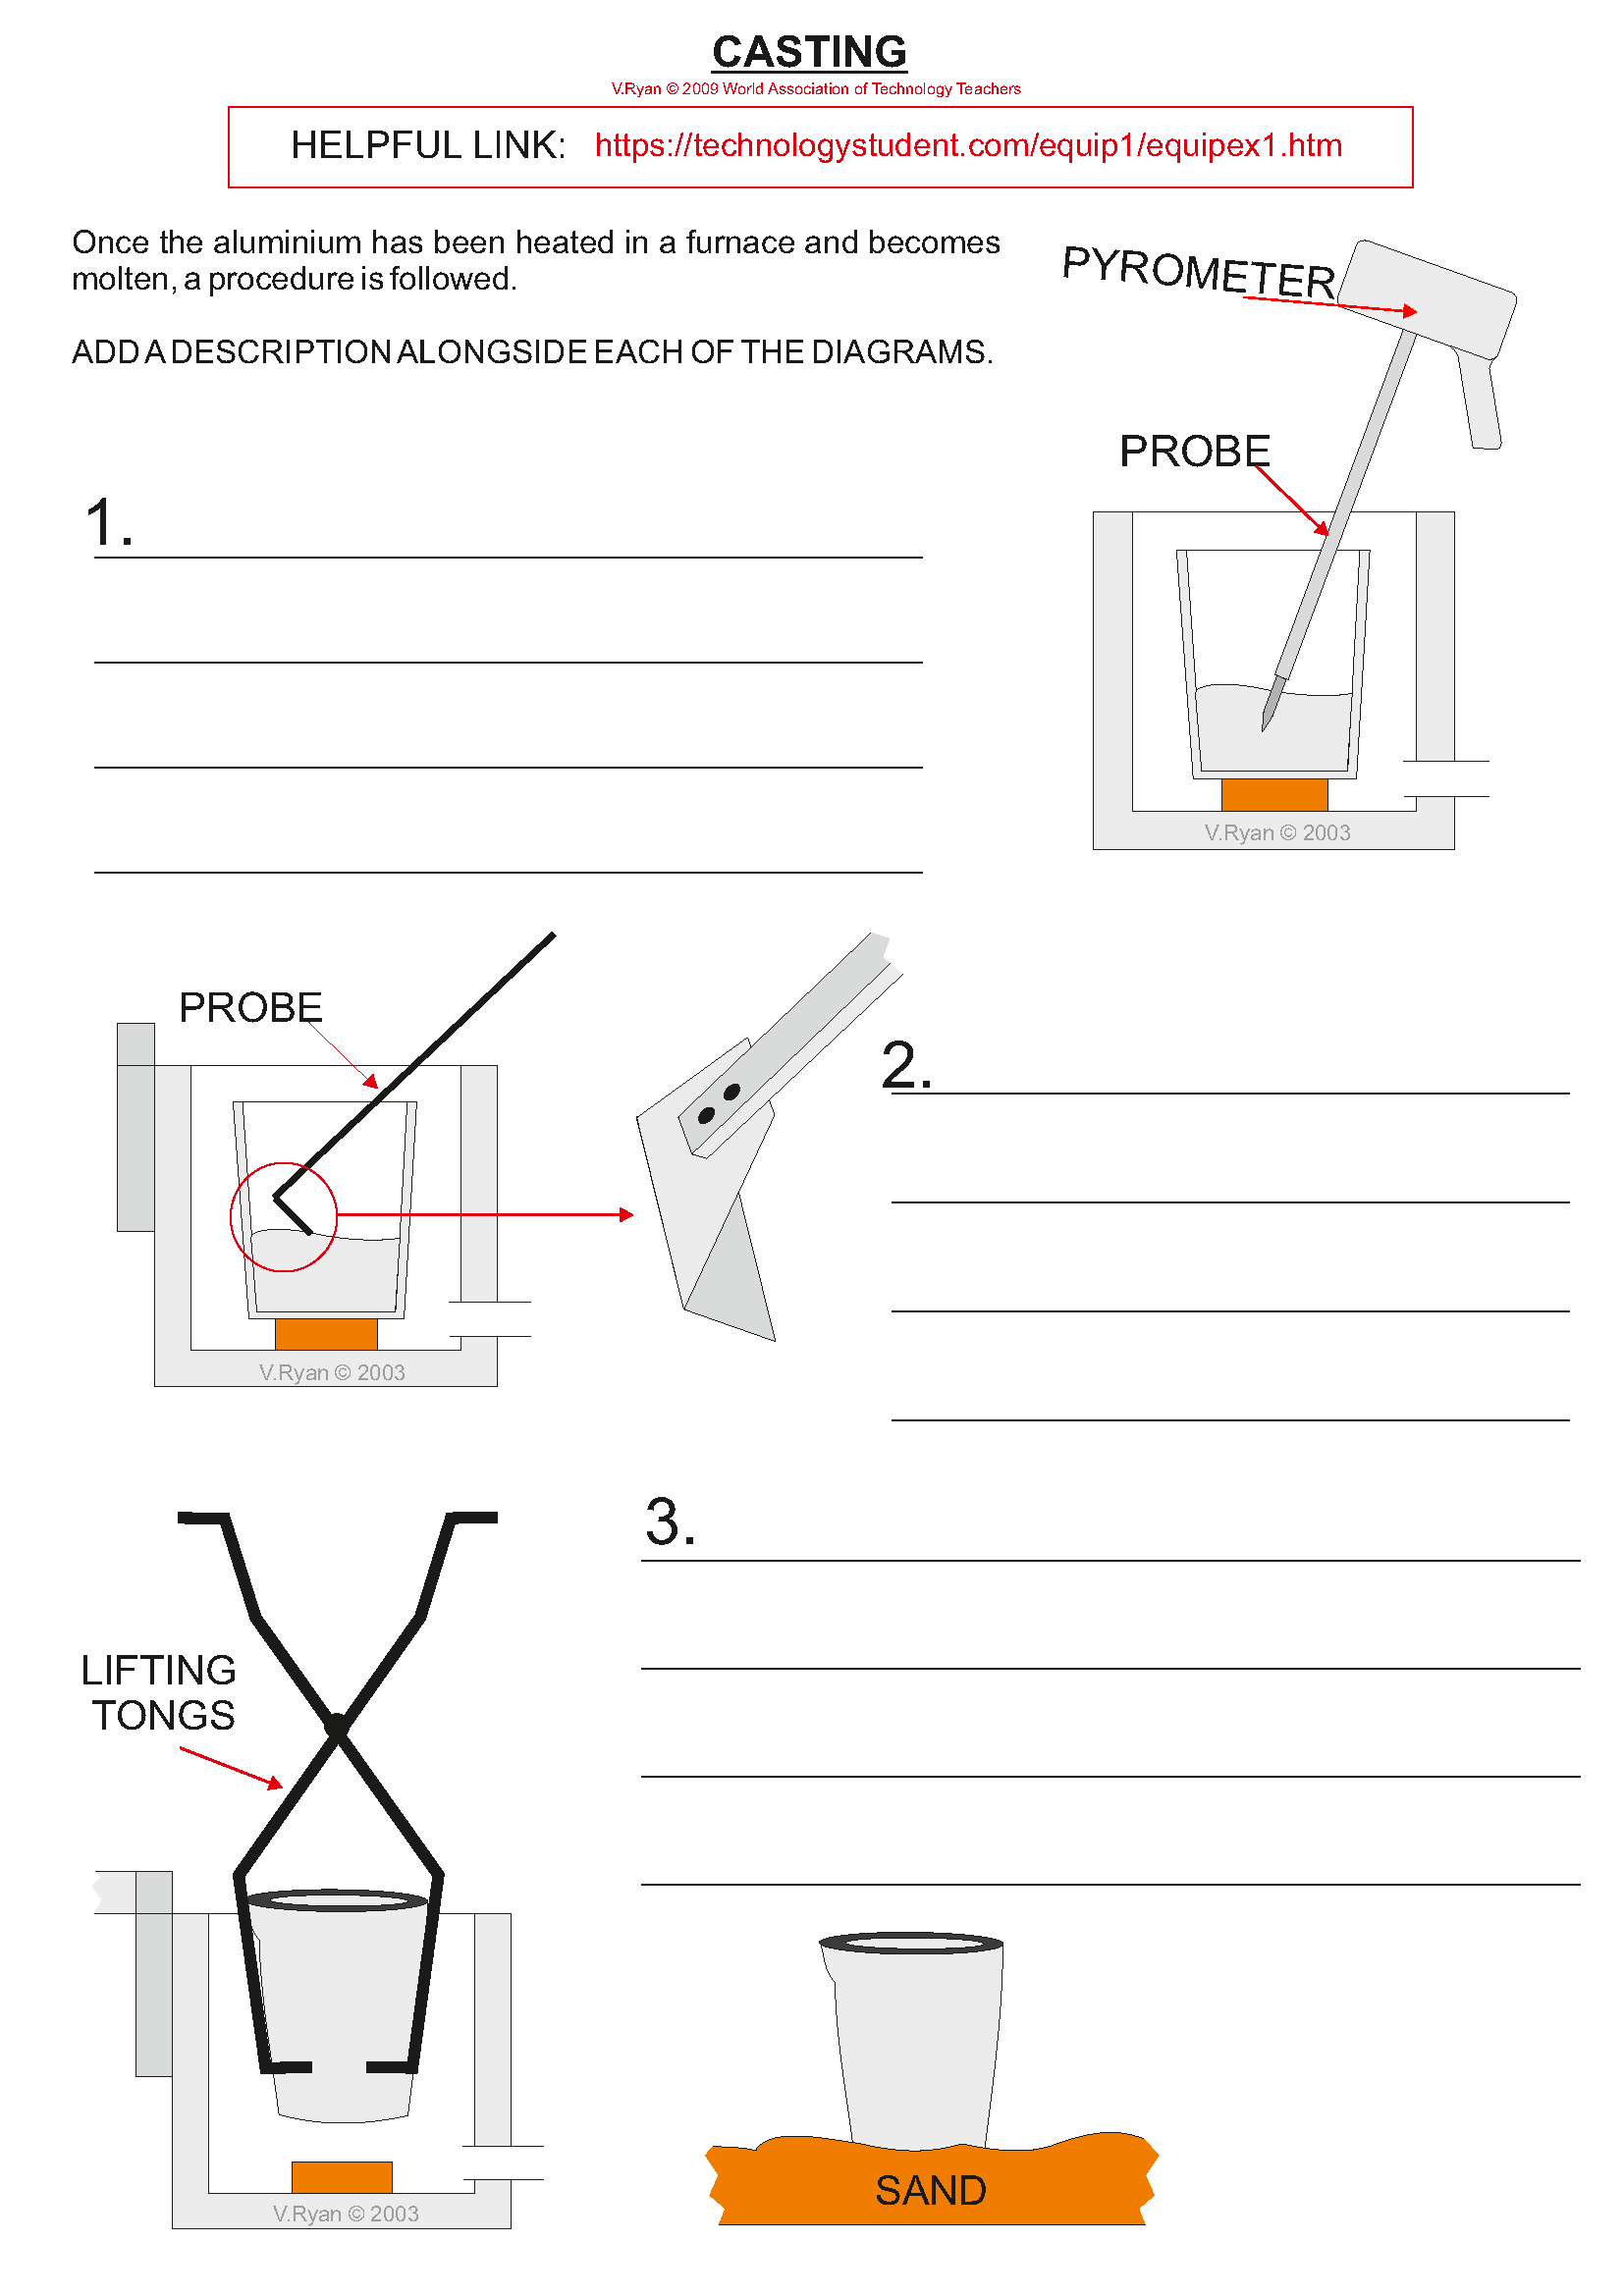 CASTING
V.Ryan © 2009 World Association of Technology Teachers
HELPFUL LINK: https://technologystudent.com/equip1/equipex1.htm
Once the aluminium has been heated in a furnace and becomes
molten, a procedure is followed.
ADD A DESCRIPTION ALONGSIDE EACH OF THE DIAGRAMS.
PYROMETER
PROBE
1.
V.Ryan © 2003
PROBE
2.
V.Ryan © 2003
3.
LIFTING
TONGS
SAND
V.Ryan © 2003